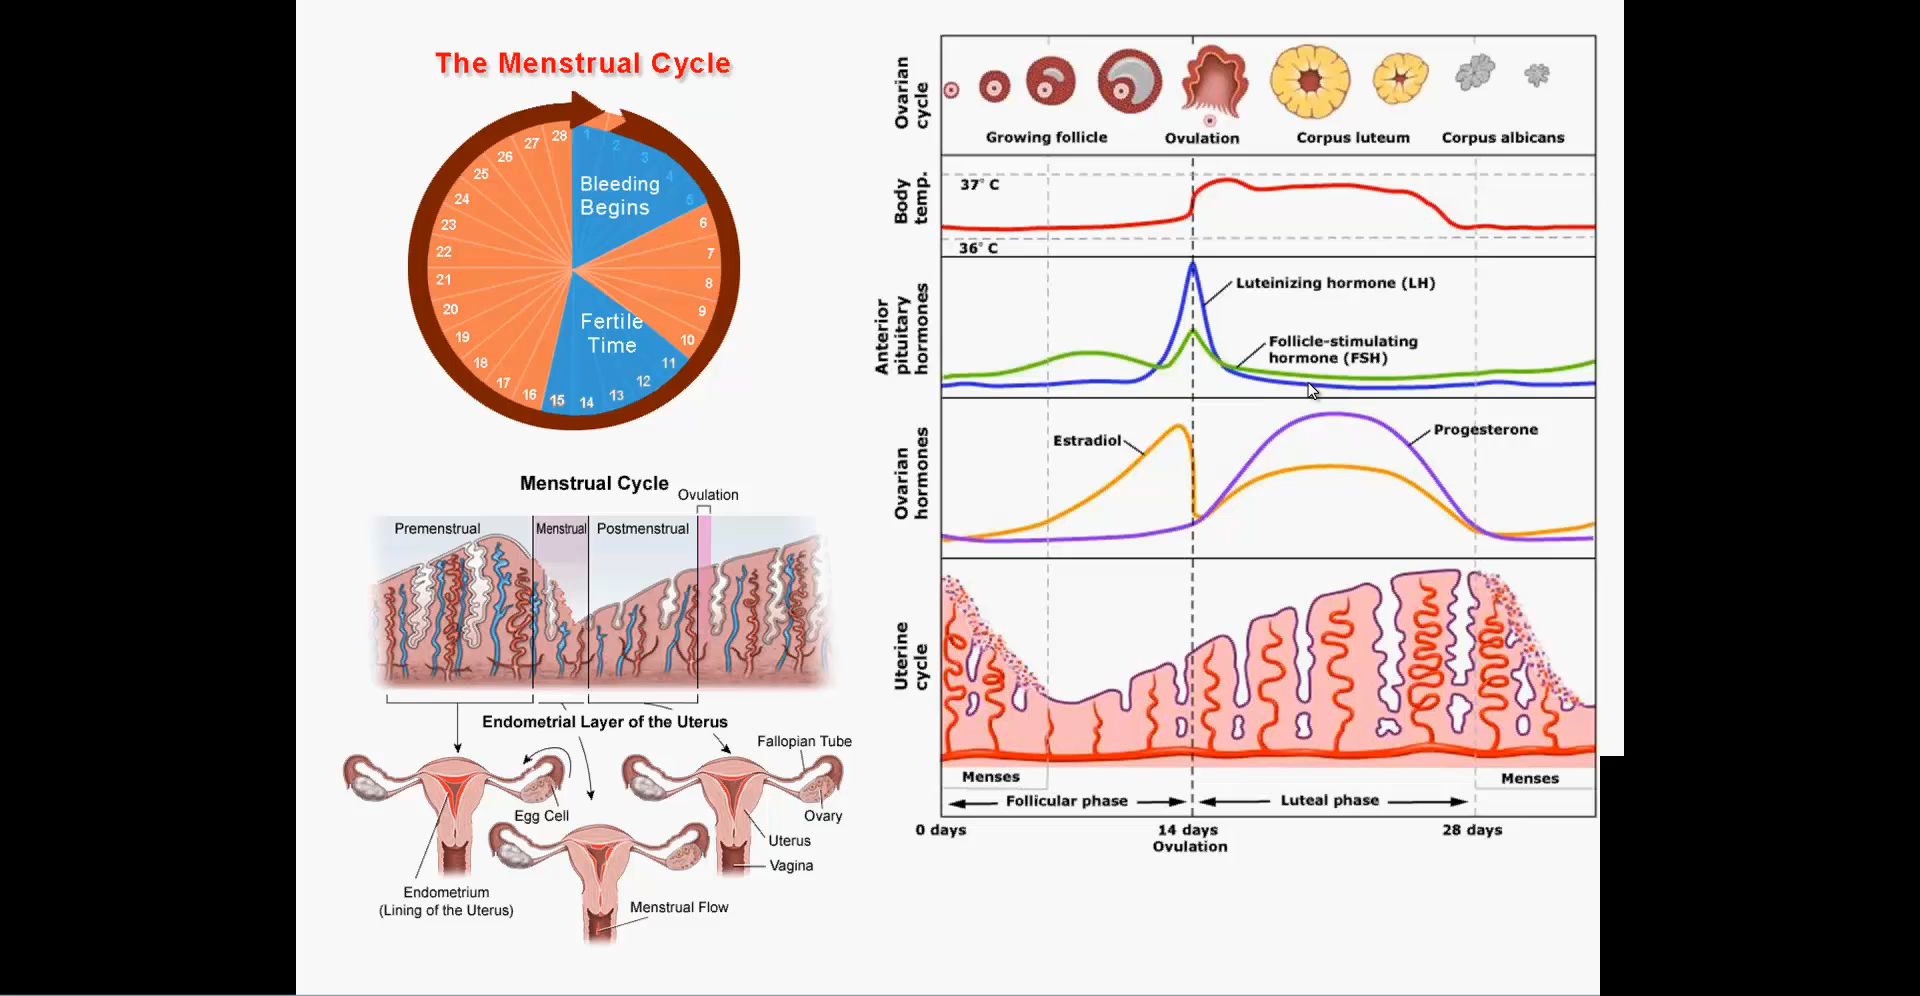 The Menstrual Cycle
1
2
3
4
5
6
7
8
9
10
11
12
13
14
15
16
17
18
19
20
21
22
23
24
25
26
27
28
Bleeding
Begins
Fertile
Time
Menstrual Cycle
Ovulation
Premenstrual
Menstrual
Postmenstrual
Endometrial Layer of the Uterus
Fallopian Tube
Egg Cell
Ovary
Uterus
Vagina
Endometrium
(Lining of the Uterus)
Menstrual Flow
Ovarian
cycle
Growing follicle
Ovulation
Corpus luteum
Corpus albicans
Body
temp.
37° C
36° C
Anterior
pituitary
hormones
Luteinizing hormone (LH)
Follicle-stimulating
hormone (FSH)
Ovarian
hormones
Estradiol
Progesterone
Uterine
cycle
Menses
Menses
Follicular phase
Luteal phase
0 days
14 days
28 days
Ovulation